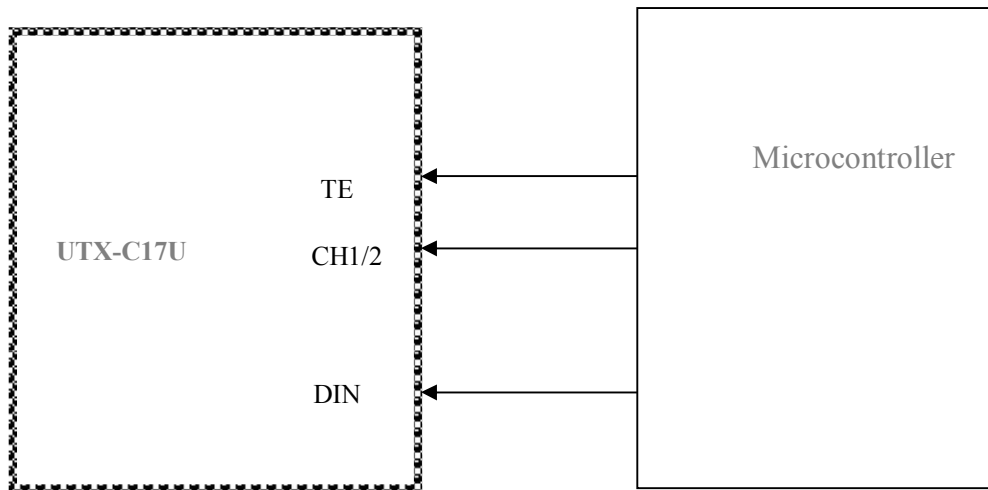 Microcontroller
TE
UTX-C17U
CH1/2
DIN